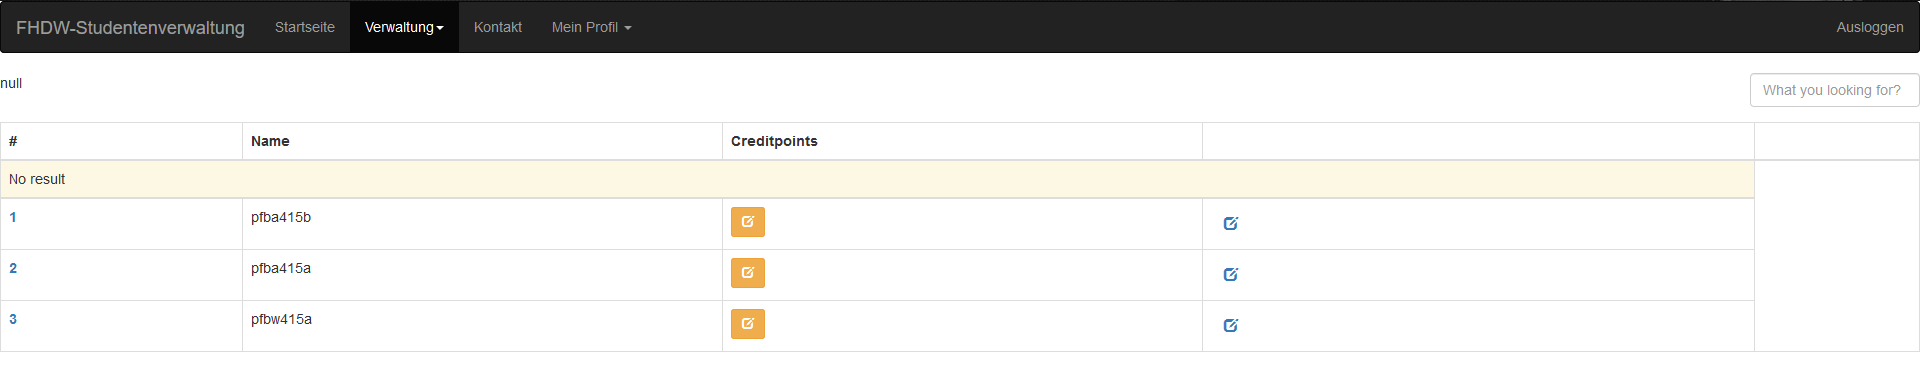 FHDW-Studentenverwaltung Startseite Verwaltung Kontakt Mein Profil Ausloggen
null What you looking for?
# Name Creditpoints
No result
1 pfba415b
2 pfba415a
3 pfbw415a